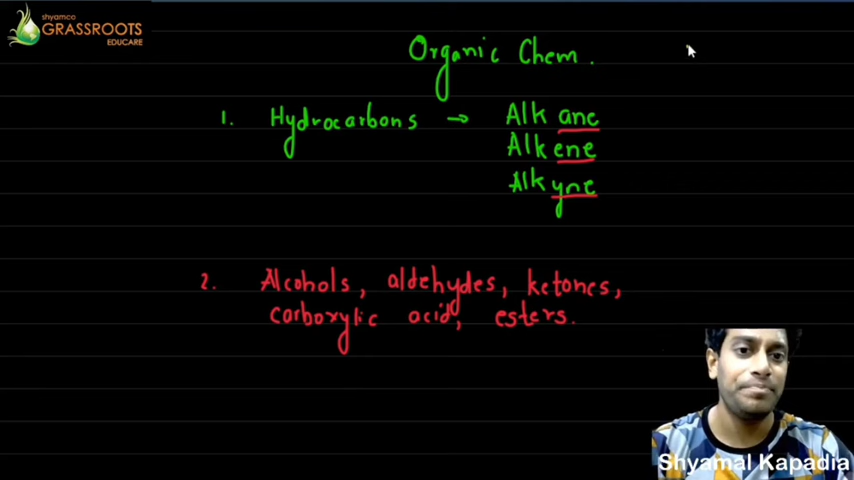 shyamco
GRASSROOTS
EDUCARE
Organic Chem.
1. Hydrocarbons → Alkane
Alkene
Alkyne
2. Alcohols, aldehydes, ketones,
carboxylic acid, esters.
Shyamal Kapadia